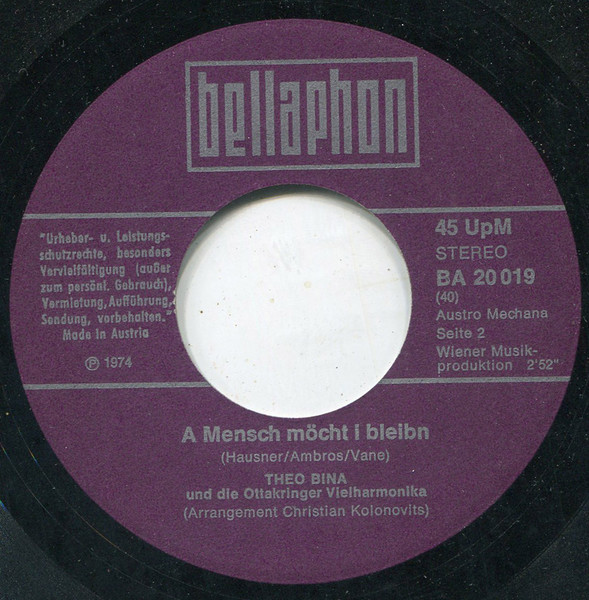 bellaphon
"Urheber- u. Leistungs-
schutzrechte, besonders
Vervielfältigung (außer
zum persönl. Gebrauch),
Vermietung, Aufführung,
Sendung, vorbehalten."
Made in Austria
℗ 1974
45 UpM
STEREO
BA 20 019
(40)
Austro Mechana
Seite 2
Wiener Musik-
produktion 2'52"
A Mensch möcht i bleibn
(Hausner/Ambros/Vane)
THEO BINA
und die Ottakringer Vielharmonika
(Arrangement Christian Kolonovits)